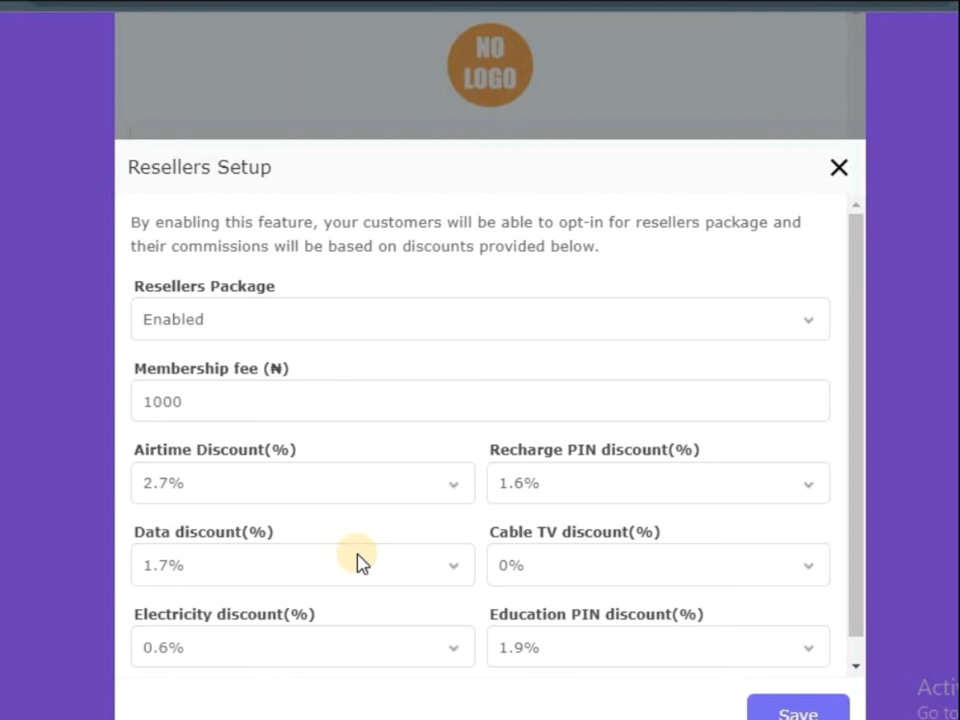 NO
LOGO
Resellers Setup
By enabling this feature, your customers will be able to opt-in for resellers package and
their commissions will be based on discounts provided below.
Resellers Package
Enabled
Membership fee (₦)
1000
Airtime Discount(%) Recharge PIN discount(%)
2.7% 1.6%
Data discount(%) Cable TV discount(%)
1.7% 0%
Electricity discount(%) Education PIN discount(%)
0.6% 1.9%
Save
Go to